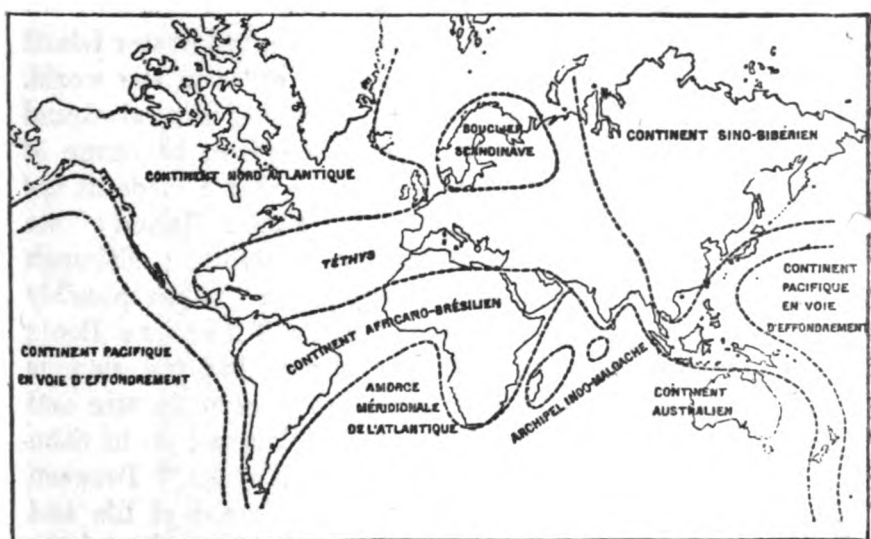 BOUCLIER
SCANDINAVE
CONTINENT SINO-SIBÉRIEN
CONTINENT NORD ATLANTIQUE
TÉTHYS
CONTINENT
PACIFIQUE
EN VOIE
D'EFFONDREMENT
CONTINENT AFRICANO-BRÉSILIEN
CONTINENT PACIFIQUE
EN VOIE D'EFFONDREMENT
AMORCE
MÉRIDIONALE
DE L'ATLANTIQUE
ARCHIPEL INDO-MALGACHE
CONTINENT
AUSTRALIEN